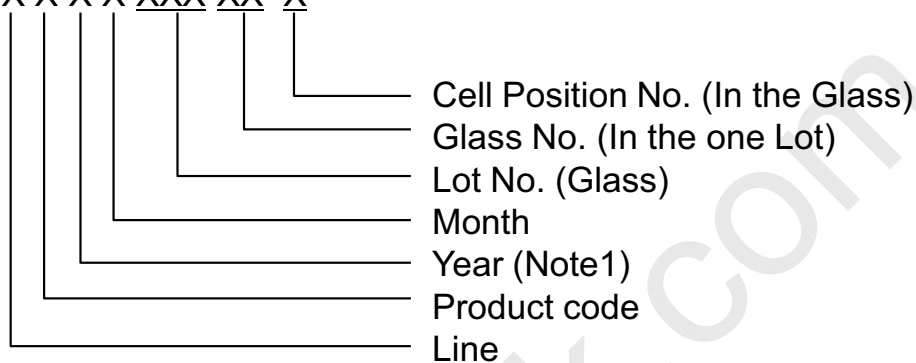 X X X X XXX XX X
Cell Position No. (In the Glass)
Glass No. (In the one Lot)
Lot No. (Glass)
Month
Year (Note1)
Product code
Line